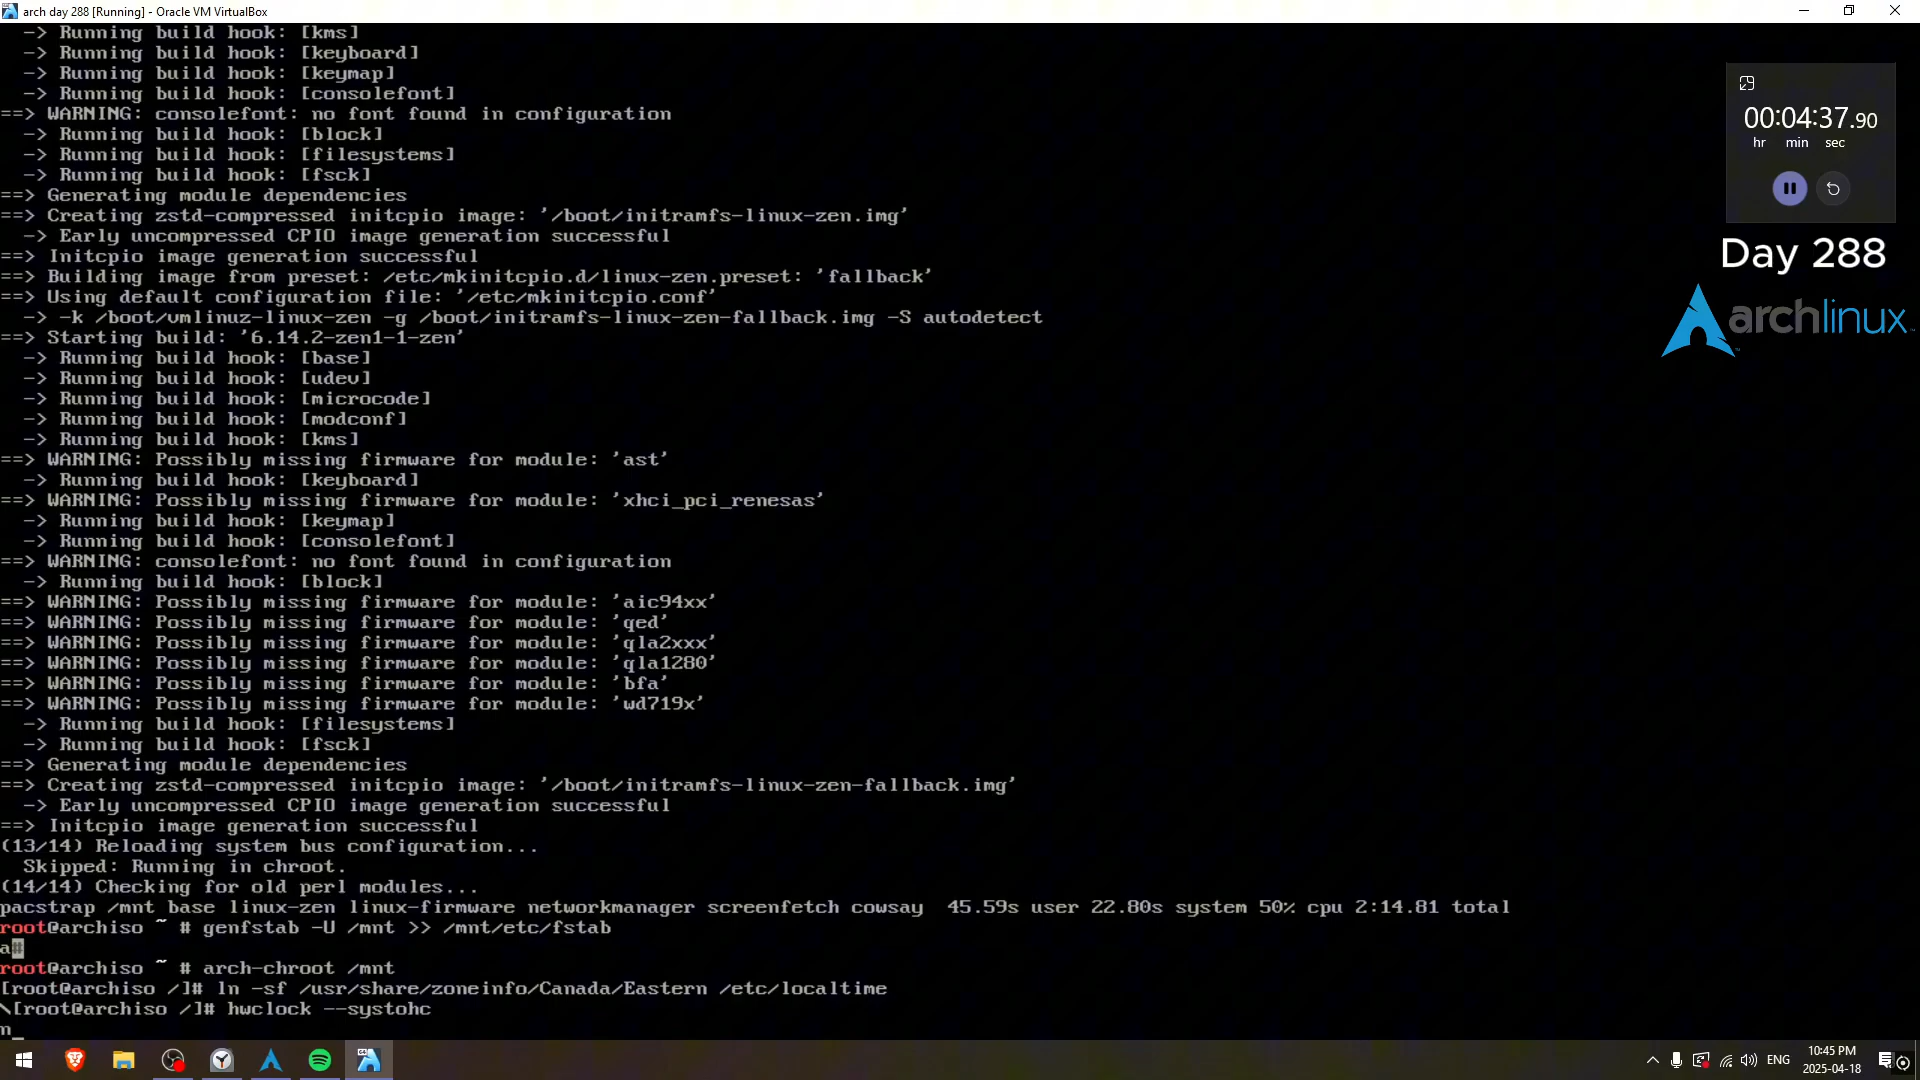 arch day 288 [Running] - Oracle VM VirtualBox
-> Running build hook: [kms]
-> Running build hook: [keyboard]
-> Running build hook: [keymap]
-> Running build hook: [consolefont]
==> WARNING: consolefont: no font found in configuration
-> Running build hook: [block]
-> Running build hook: [filesystems]
-> Running build hook: [fsck]
==> Generating module dependencies
==> Creating zstd-compressed initcpio image: '/boot/initramfs-linux-zen.img'
-> Early uncompressed CPIO image generation successful
==> Initcpio image generation successful
==> Building image from preset: /etc/mkinitcpio.d/linux-zen.preset: 'fallback'
==> Using default configuration file: '/etc/mkinitcpio.conf'
-> -k /boot/vmlinuz-linux-zen -g /boot/initramfs-linux-zen-fallback.img -S autodetect
==> Starting build: '6.14.2-zen1-1-zen'
-> Running build hook: [base]
-> Running build hook: [udev]
-> Running build hook: [microcode]
-> Running build hook: [modconf]
-> Running build hook: [kms]
==> WARNING: Possibly missing firmware for module: 'ast'
-> Running build hook: [keyboard]
==> WARNING: Possibly missing firmware for module: 'xhci_pci_renesas'
-> Running build hook: [keymap]
-> Running build hook: [consolefont]
==> WARNING: consolefont: no font found in configuration
-> Running build hook: [block]
==> WARNING: Possibly missing firmware for module: 'aic94xx'
==> WARNING: Possibly missing firmware for module: 'qed'
==> WARNING: Possibly missing firmware for module: 'qla2xxx'
==> WARNING: Possibly missing firmware for module: 'qla1280'
==> WARNING: Possibly missing firmware for module: 'bfa'
==> WARNING: Possibly missing firmware for module: 'wd719x'
-> Running build hook: [filesystems]
-> Running build hook: [fsck]
==> Generating module dependencies
==> Creating zstd-compressed initcpio image: '/boot/initramfs-linux-zen-fallback.img'
-> Early uncompressed CPIO image generation successful
==> Initcpio image generation successful
(13/14) Reloading system bus configuration...
Skipped: Running in chroot.
(14/14) Checking for old perl modules...
pacstrap /mnt base linux-zen linux-firmware networkmanager screenfetch cowsay 45.59s user 22.80s system 50% cpu 2:14.81 total
root@archiso ~ # genfstab -U /mnt >> /mnt/etc/fstab
a#
root@archiso ~ # arch-chroot /mnt
[root@archiso /]# ln -sf /usr/share/zoneinfo/Canada/Eastern /etc/localtime
\[root@archiso /]# hwclock --systohc
n_
00:04:37.90
hr min sec
Day 288
archlinux
ENG
10:45 PM
2025-04-18